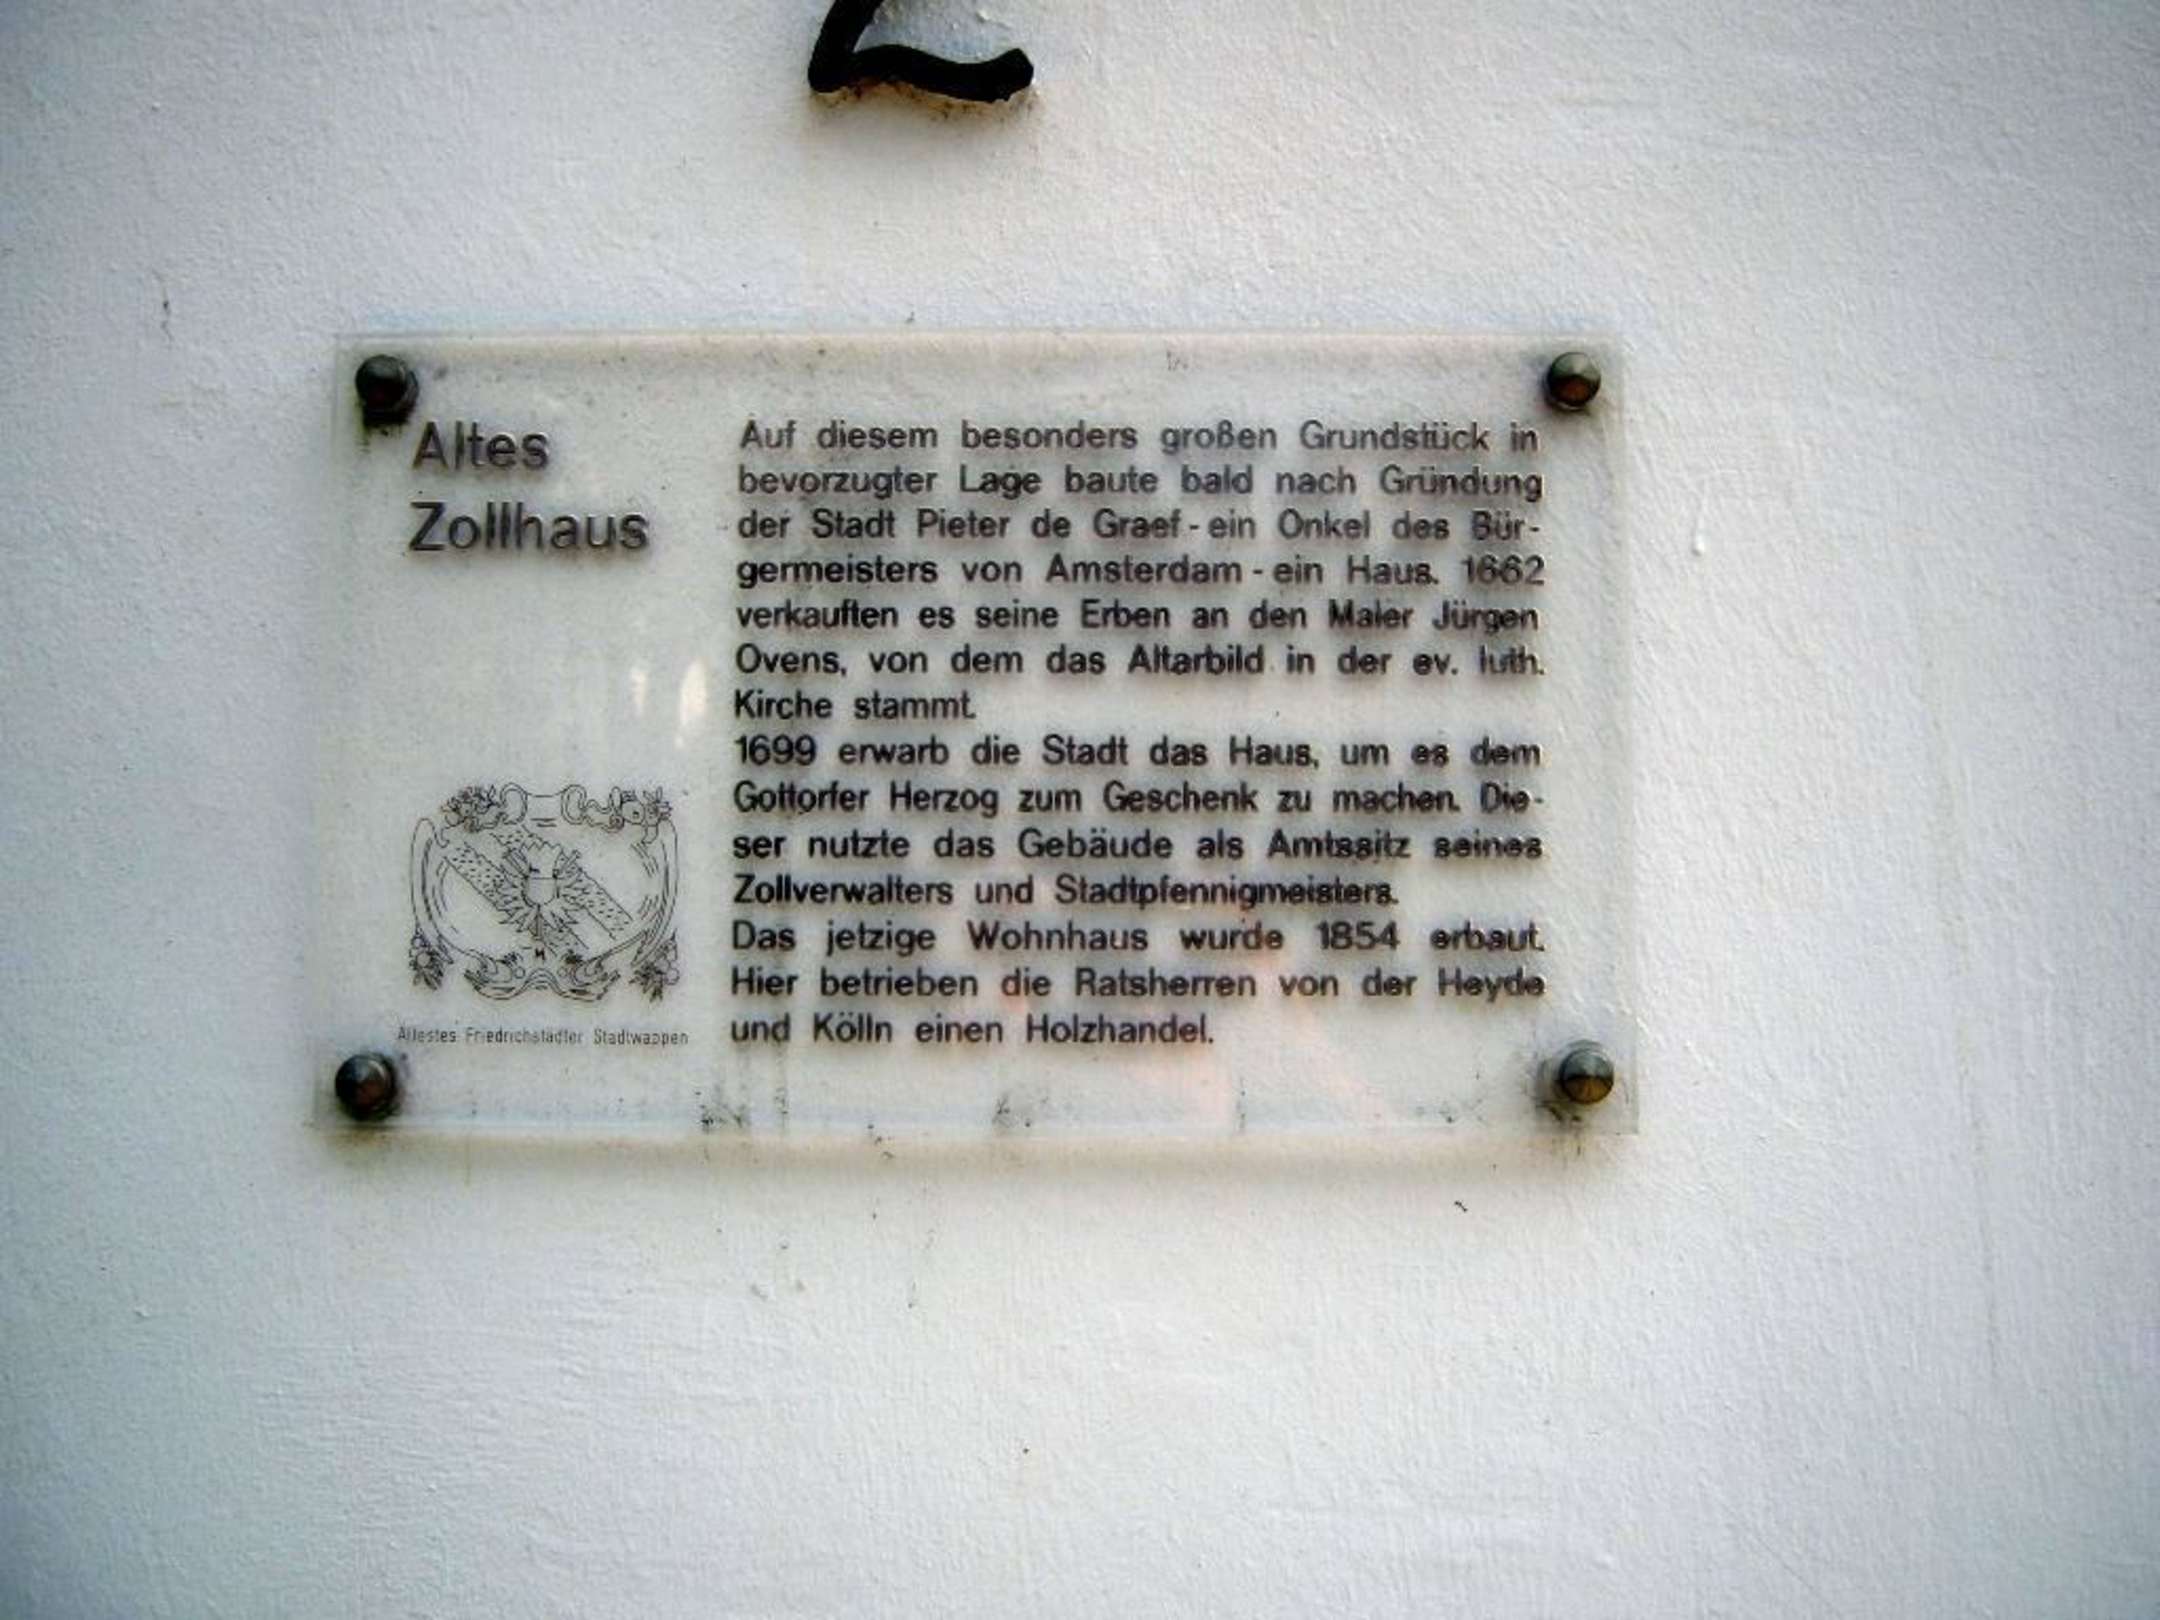 Altes
Zollhaus
Auf diesem besonders großen Grundstück in
bevorzugter Lage baute bald nach Gründung
der Stadt Pieter de Graef - ein Onkel des Bür-
germeisters von Amsterdam - ein Haus. 1662
verkauften es seine Erben an den Maler Jürgen
Ovens, von dem das Altarbild in der ev. luth.
Kirche stammt.
1699 erwarb die Stadt das Haus, um es dem
Gottorfer Herzog zum Geschenk zu machen. Die-
ser nutzte das Gebäude als Amtssitz seines
Zollverwalters und Stadtpfennigmeisters.
Das jetzige Wohnhaus wurde 1854 erbaut.
Hier betrieben die Ratsherren von der Heyde
und Kölln einen Holzhandel.
Ältestes Friedrichstädter Stadtwappen